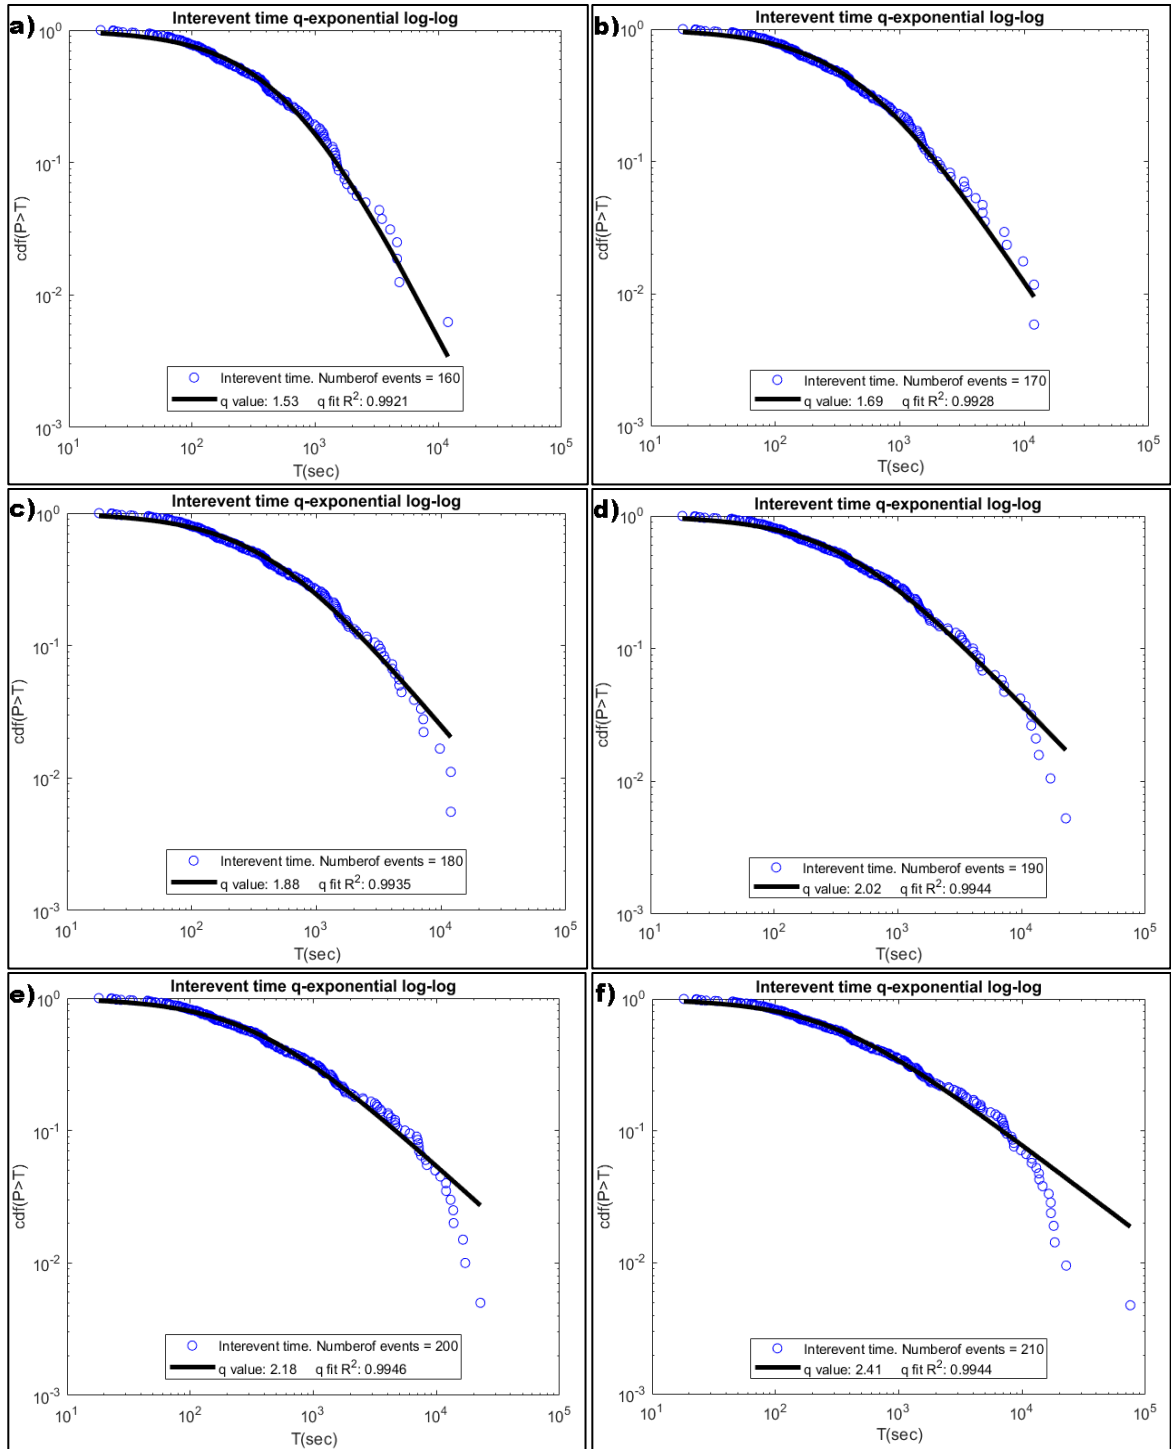 a)
Interevent time q-exponential log-log
10^0
10^-1
10^-2
10^-3
cdf(P>T)
Interevent time. Numberof events = 160
q value: 1.53 q fit R^2: 0.9921
10^1 10^2 10^3 10^4 10^5
T(sec)
b)
Interevent time q-exponential log-log
10^0
10^-1
10^-2
10^-3
cdf(P>T)
Interevent time. Numberof events = 170
q value: 1.69 q fit R^2: 0.9928
10^1 10^2 10^3 10^4 10^5
T(sec)
c)
Interevent time q-exponential log-log
10^0
10^-1
10^-2
10^-3
cdf(P>T)
Interevent time. Numberof events = 180
q value: 1.88 q fit R^2: 0.9935
10^1 10^2 10^3 10^4 10^5
T(sec)
d)
Interevent time q-exponential log-log
10^0
10^-1
10^-2
10^-3
cdf(P>T)
Interevent time. Numberof events = 190
q value: 2.02 q fit R^2: 0.9944
10^1 10^2 10^3 10^4 10^5
T(sec)
e)
Interevent time q-exponential log-log
10^0
10^-1
10^-2
10^-3
cdf(P>T)
Interevent time. Numberof events = 200
q value: 2.18 q fit R^2: 0.9946
10^1 10^2 10^3 10^4 10^5
T(sec)
f)
Interevent time q-exponential log-log
10^0
10^-1
10^-2
10^-3
cdf(P>T)
Interevent time. Numberof events = 210
q value: 2.41 q fit R^2: 0.9944
10^1 10^2 10^3 10^4 10^5
T(sec)